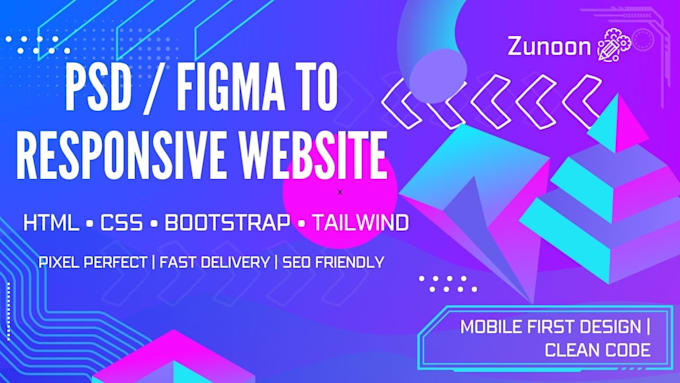 Zunoon
PSD / FIGMA TO
RESPONSIVE WEBSITE
x
HTML • CSS • BOOTSTRAP • TAILWIND
PIXEL PERFECT | FAST DELIVERY | SEO FRIENDLY
MOBILE FIRST DESIGN |
CLEAN CODE